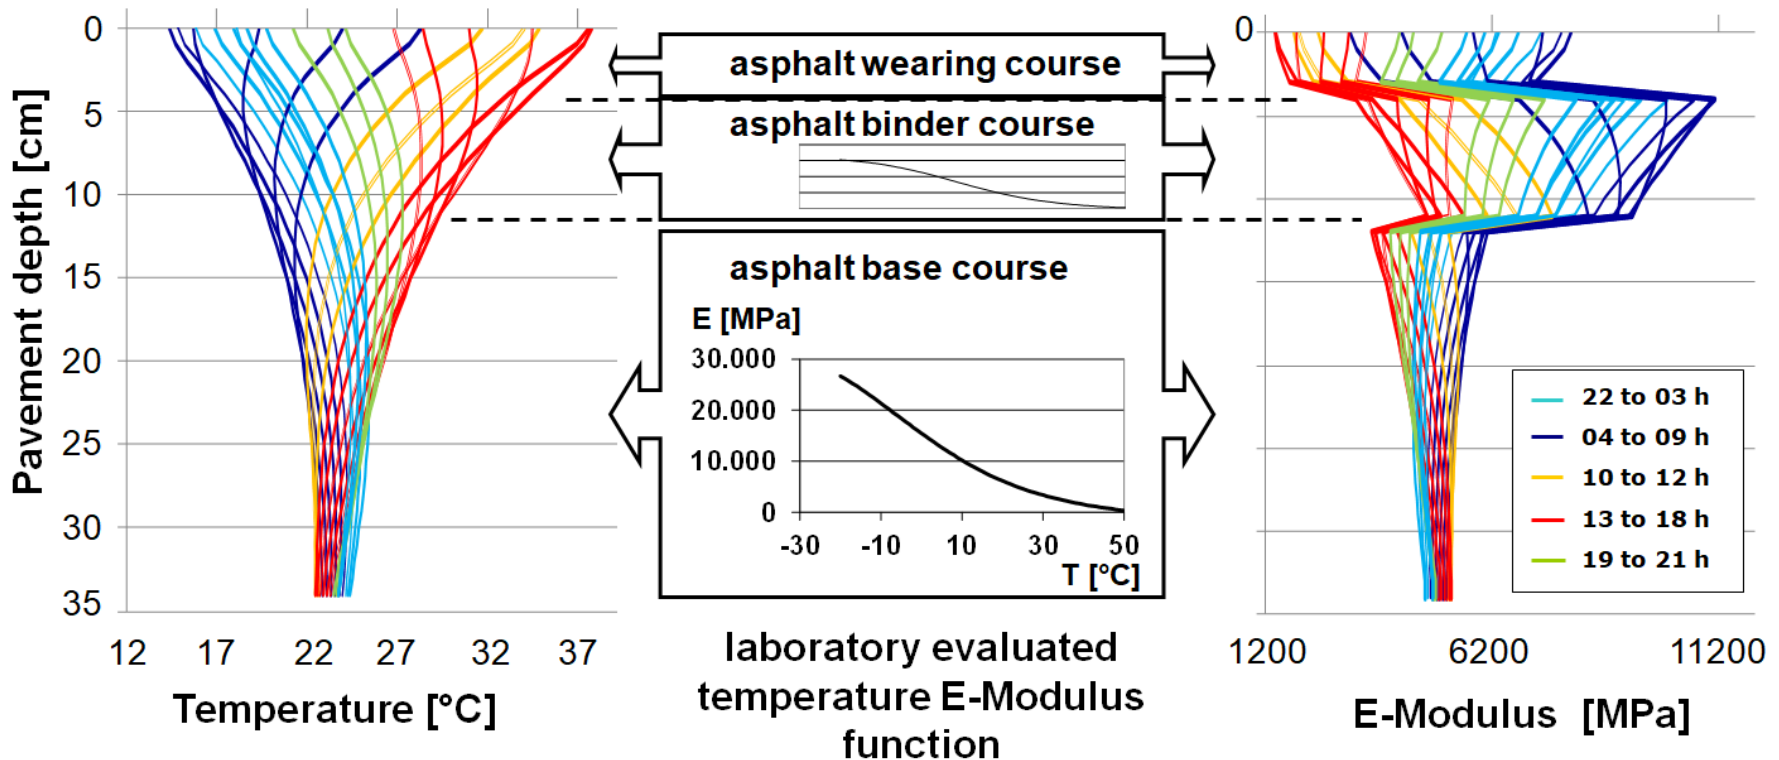 0
5
10
15
20
25
30
35
Pavement depth [cm]
12 17 22 27 32 37
Temperature [°C]
asphalt wearing course
asphalt binder course
asphalt base course
E [MPa]
30.000
20.000
10.000
0
-30 -10 10 30 50
T [°C]
laboratory evaluated
temperature E-Modulus
function
0
22 to 03 h
04 to 09 h
10 to 12 h
13 to 18 h
19 to 21 h
1200 6200 11200
E-Modulus [MPa]